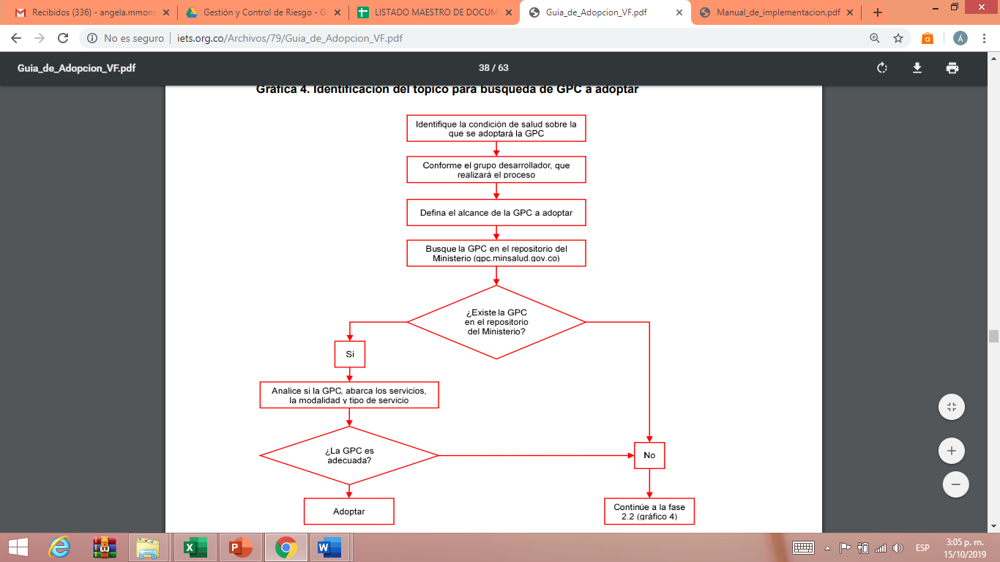 Recibidos (336) - angela.mmons
Gestión y Control de Riesgo - G
LISTADO MAESTRO DE DOCUM
Guia_de_Adopcion_VF.pdf
Manual_de_implementacion.pdf
No es seguro
iets.org.co/Archivos/79/Guia_de_Adopcion_VF.pdf
Á
Guia_de_Adopcion_VF.pdf
38 / 63
Gráfica 4. Identificación del tópico para búsqueda de GPC a adoptar
Identifique la condición de salud sobre la
que se adoptará la GPC
Conforme el grupo desarrollador, que
realizará el proceso
Defina el alcance de la GPC a adoptar
Busque la GPC en el repositorio del
Ministerio (gpc.minsalud.gov.co)
¿Existe la GPC
en el repositorio
del Ministerio?
Si
Analice si la GPC, abarca los servicios,
la modalidad y tipo de servicio
¿La GPC es
adecuada?
No
Adoptar
Continúe a la fase
2.2 (gráfico 4)
ESP
3:05 p. m.
15/10/2019